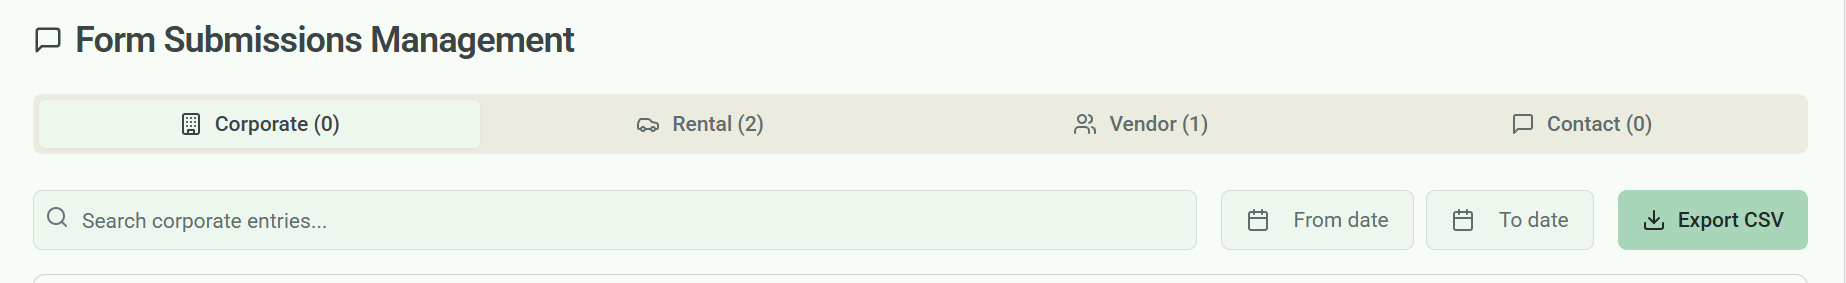 Form Submissions Management
Corporate (0) Rental (2) Vendor (1) Contact (0)
Search corporate entries... From date To date Export CSV